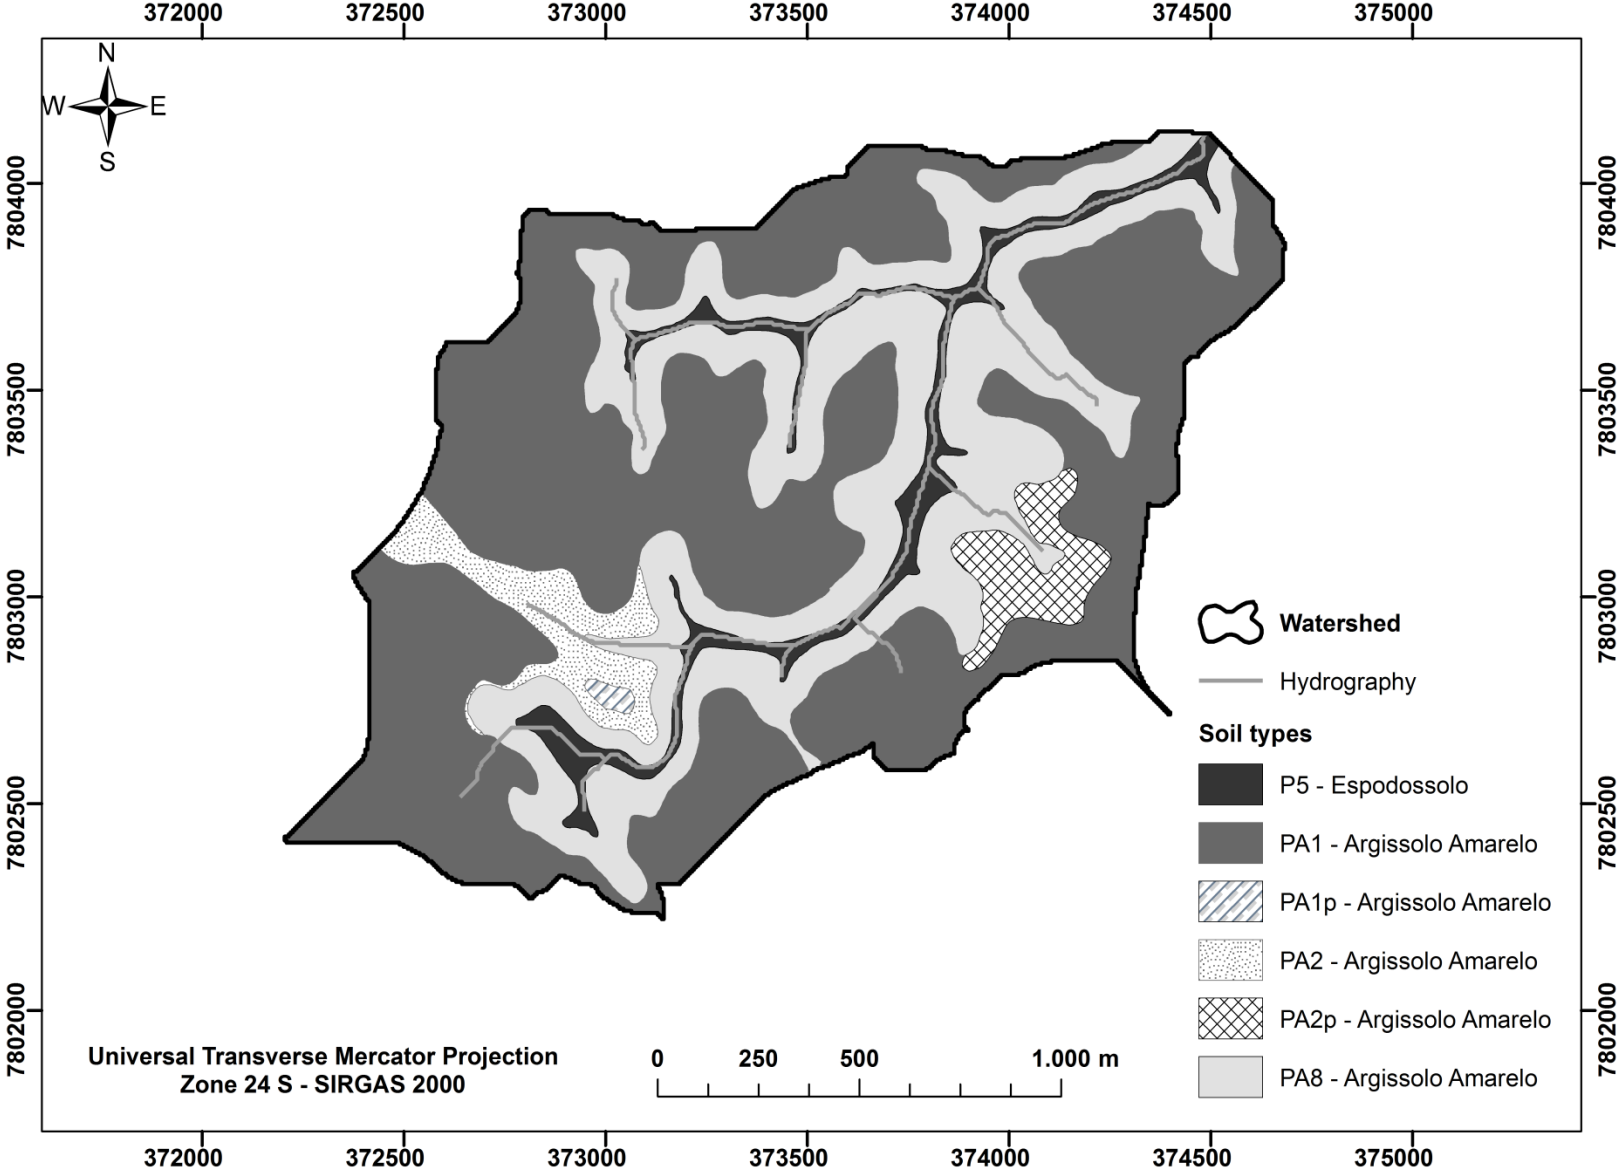 372000 372500 373000 373500 374000 374500 375000
N
W E
S
7804000 7804000
7803500 7803500
7803000 7803000
7802500 7802500
7802000 7802000
Watershed
Hydrography
Soil types
P5 - Espodossolo
PA1 - Argissolo Amarelo
PA1p - Argissolo Amarelo
PA2 - Argissolo Amarelo
PA2p - Argissolo Amarelo
PA8 - Argissolo Amarelo
Universal Transverse Mercator Projection
Zone 24 S - SIRGAS 2000
0 250 500 1.000 m
372000 372500 373000 373500 374000 374500 375000